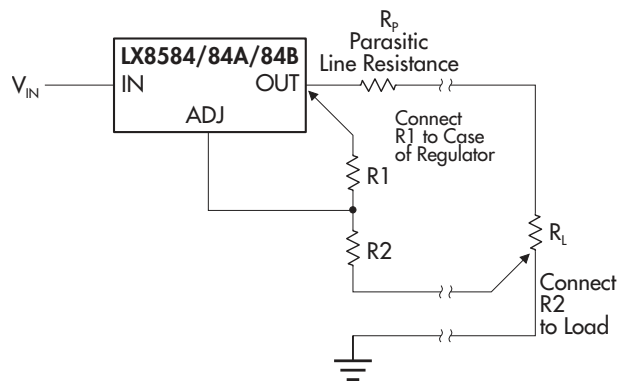 R_P
Parasitic
Line Resistance
LX8584/84A/84B
V_IN
IN
OUT
ADJ
Connect
R1 to Case
of Regulator
R1
R2
R_L
Connect
R2
to Load